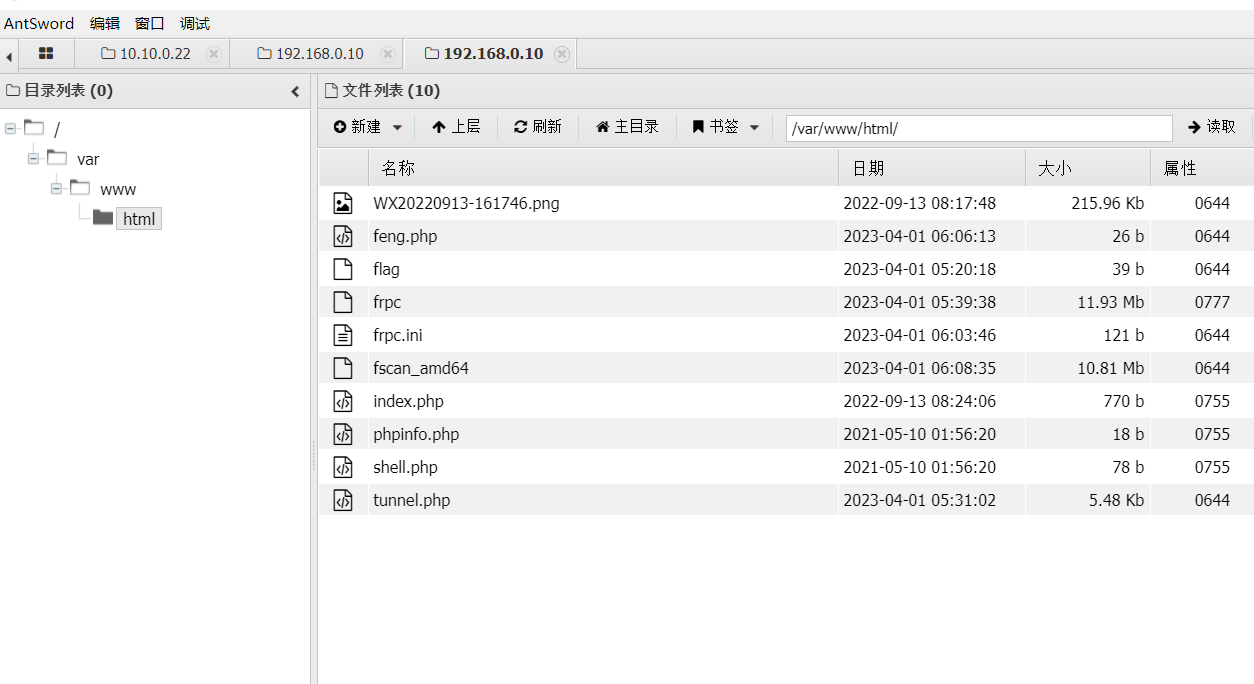 AntSword 编辑 窗口 调试
10.10.0.22 192.168.0.10 192.168.0.10
目录列表 (0)
/
var
www
html
文件列表 (10)
新建 上层 刷新 主目录 书签 /var/www/html/ 读取
名称 日期 大小 属性
WX20220913-161746.png 2022-09-13 08:17:48 215.96 Kb 0644
feng.php 2023-04-01 06:06:13 26 b 0644
flag 2023-04-01 05:20:18 39 b 0644
frpc 2023-04-01 05:39:38 11.93 Mb 0777
frpc.ini 2023-04-01 06:03:46 121 b 0644
fscan_amd64 2023-04-01 06:08:35 10.81 Mb 0644
index.php 2022-09-13 08:24:06 770 b 0755
phpinfo.php 2021-05-10 01:56:20 18 b 0755
shell.php 2021-05-10 01:56:20 78 b 0755
tunnel.php 2023-04-01 05:31:02 5.48 Kb 0644